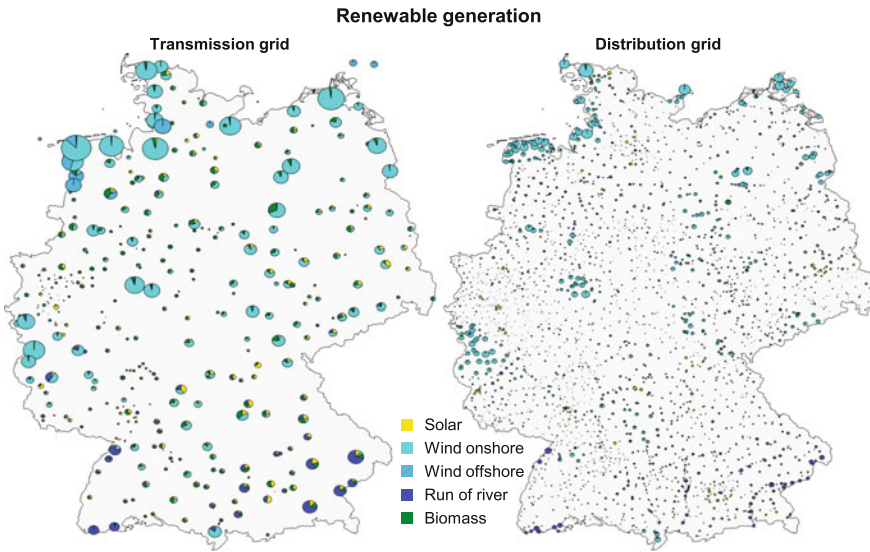 Renewable generation
Transmission grid
Distribution grid
Solar
Wind onshore
Wind offshore
Run of river
Biomass